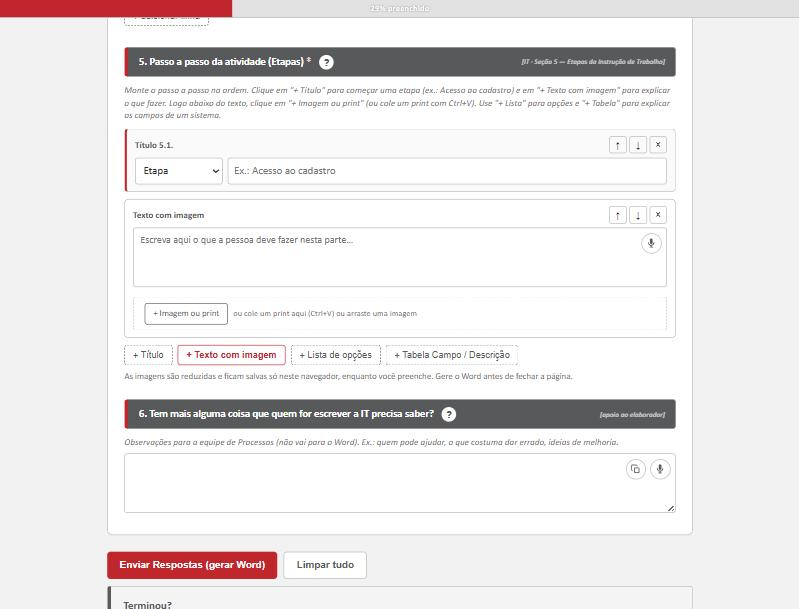 29% preenchido
5. Passo a passo da atividade (Etapas) *
?
[IT - Seção 5 — Etapas da Instrução de Trabalho]
Monte o passo a passo na ordem. Clique em "+ Título" para começar uma etapa (ex.: Acesso ao cadastro) e em "+ Texto com imagem" para explicar
o que fazer. Logo abaixo do texto, clique em "+ Imagem ou print" (ou cole um print com Ctrl+V). Use "+ Lista" para opções e "+ Tabela" para explicar
os campos de um sistema.
Título 5.1.
↑ ↓ ×
Etapa
Ex.: Acesso ao cadastro
Texto com imagem
↑ ↓ ×
Escreva aqui o que a pessoa deve fazer nesta parte...
+ Imagem ou print
ou cole um print aqui (Ctrl+V) ou arraste uma imagem
+ Título
+ Texto com imagem
+ Lista de opções
+ Tabela Campo / Descrição
As imagens são reduzidas e ficam salvas só neste navegador, enquanto você preenche. Gere o Word antes de fechar a página.
6. Tem mais alguma coisa que quem for escrever a IT precisa saber?
?
[apoio ao elaborador]
Observações para a equipe de Processos (não vai para o Word). Ex.: quem pode ajudar, o que costuma dar errado, ideias de melhoria.
Enviar Respostas (gerar Word)
Limpar tudo
Terminou?